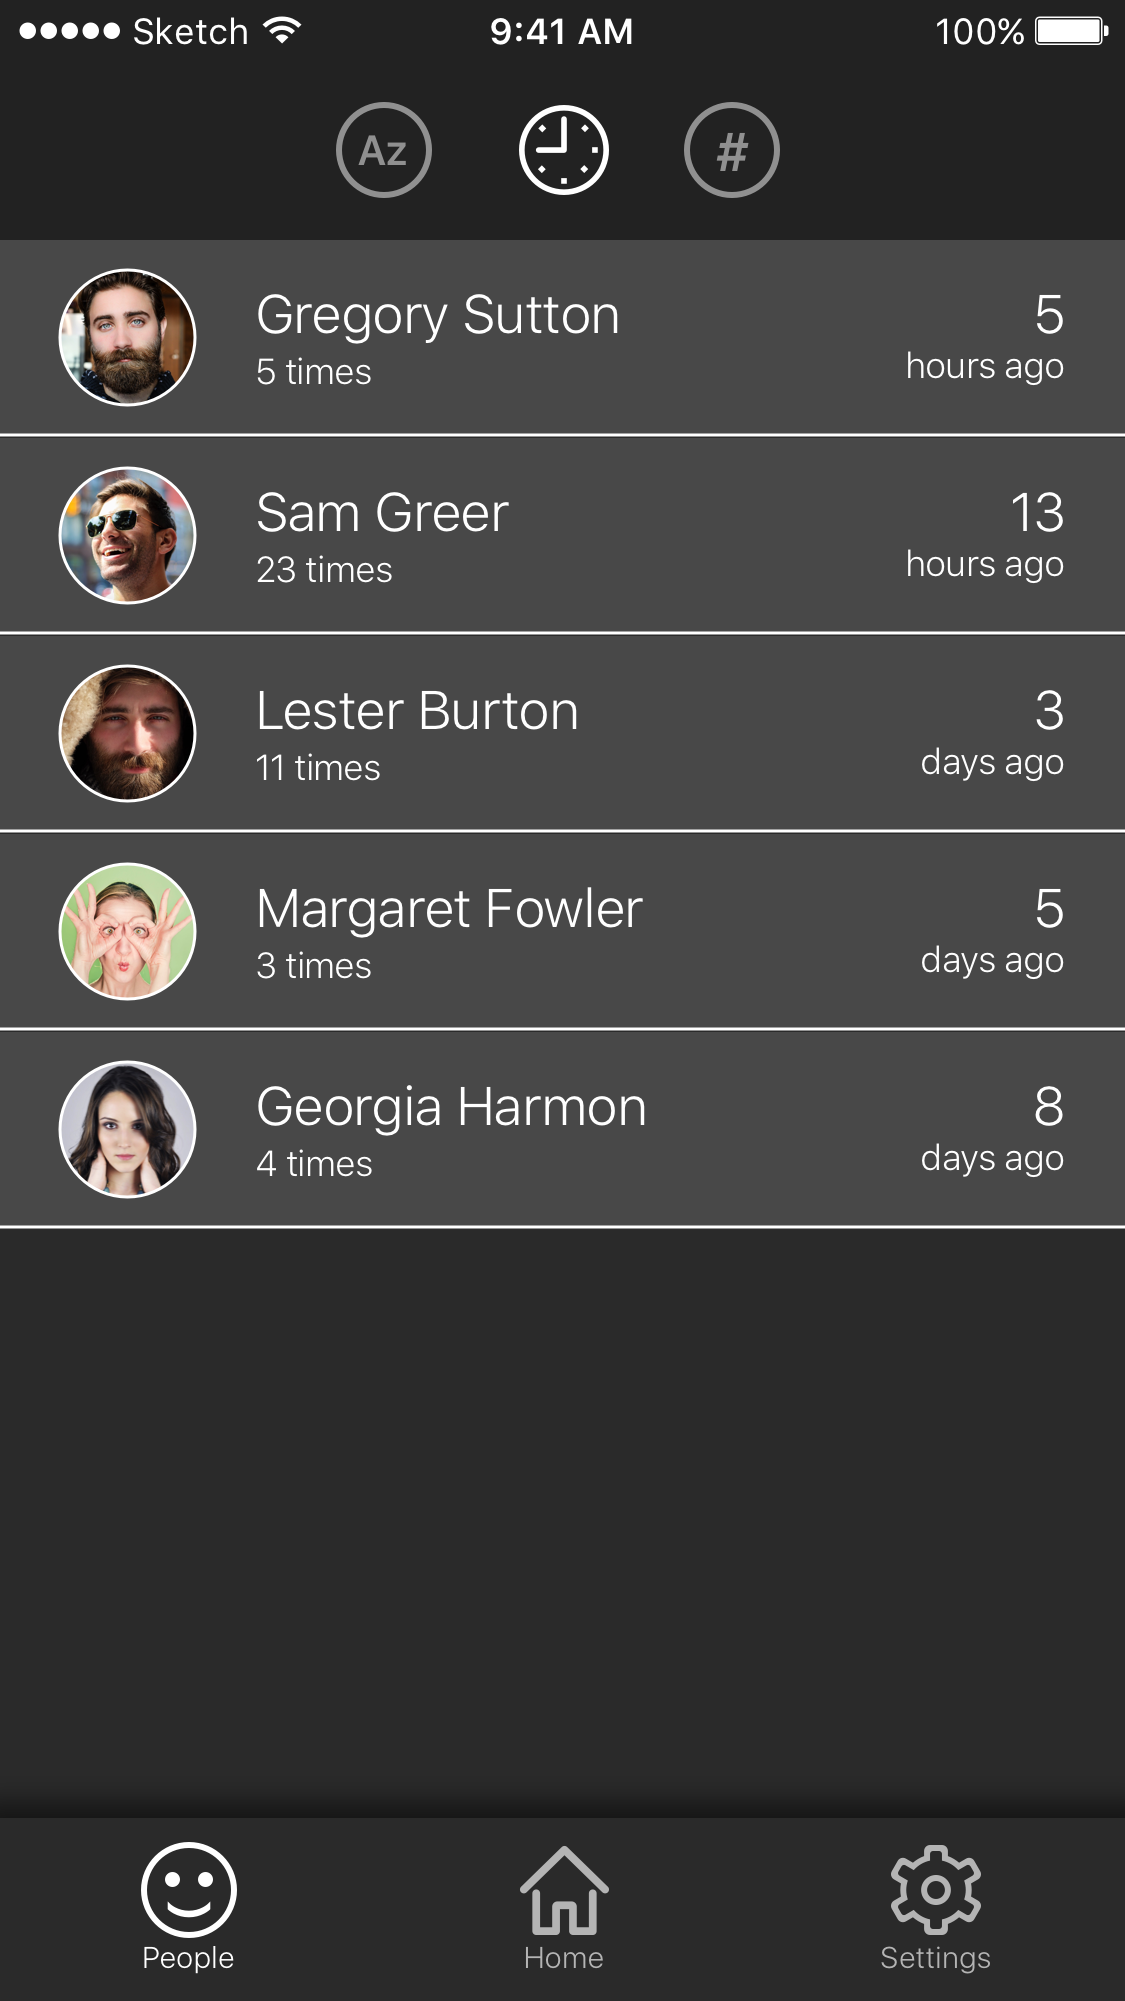 Sketch 9:41 AM 100%
Az #
Gregory Sutton 5
5 times hours ago
Sam Greer 13
23 times hours ago
Lester Burton 3
11 times days ago
Margaret Fowler 5
3 times days ago
Georgia Harmon 8
4 times days ago
People Home Settings